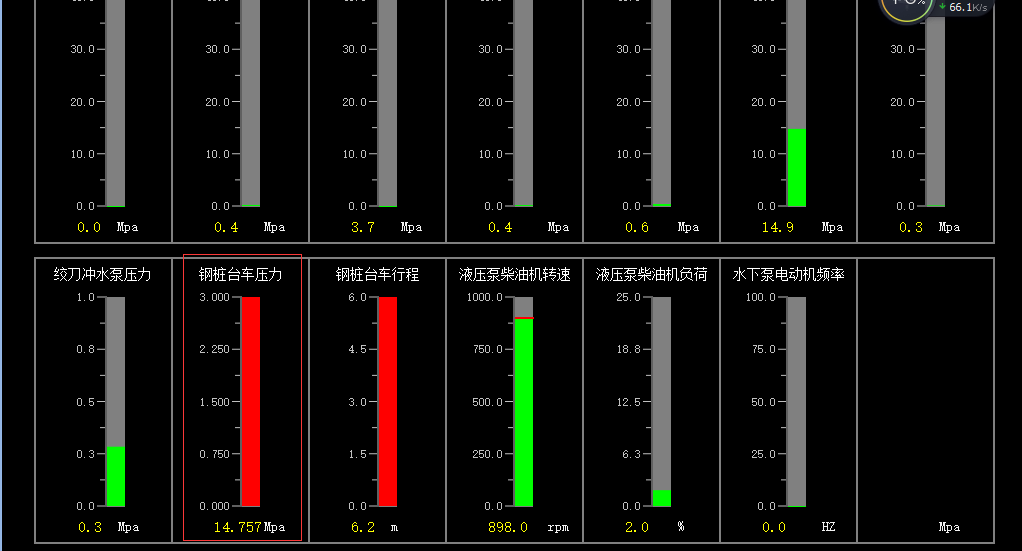 66.1K/s
30.0 30.0 30.0 30.0 30.0 30.0 30.0
20.0 20.0 20.0 20.0 20.0 20.0 20.0
10.0 10.0 10.0 10.0 10.0 10.0 10.0
0.0 0.0 0.0 0.0 0.0 0.0 0.0
0.0 Mpa 0.4 Mpa 3.7 Mpa 0.4 Mpa 0.6 Mpa 14.9 Mpa 0.3 Mpa
绞刀冲水泵压力 钢桩台车压力 钢桩台车行程 液压泵柴油机转速 液压泵柴油机负荷 水下泵电动机频率
1.0 3.000 6.0 1000.0 25.0 100.0
0.8 2.250 4.5 750.0 18.8 75.0
0.5 1.500 3.0 500.0 12.5 50.0
0.3 0.750 1.5 250.0 6.3 25.0
0.0 0.000 0.0 0.0 0.0 0.0
0.3 Mpa 14.757Mpa 6.2 m 898.0 rpm 2.0 % 0.0 HZ Mpa